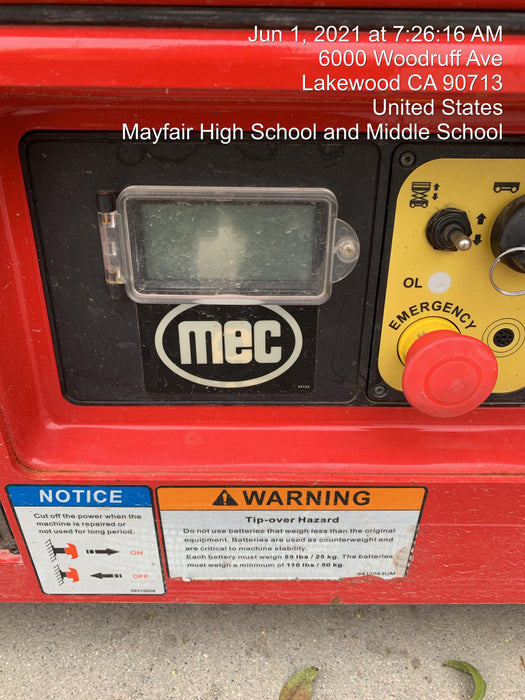 Jun 1, 2021 at 7:26:16 AM
6000 Woodruff Ave
Lakewood CA 90713
United States
Mayfair High School and Middle School
OL
EMERGENCY
mec
NOTICE
Cut off the power when the
machine is repaired or
not used for long period.
ON
OFF
WARNING
Tip-over Hazard
Do not use batteries that weigh less than the original
equipment. Batteries are used as counterweight and
are critical to machine stability.
Each battery must weigh 55 lbs / 25 kg. The batteries
must weigh a minimum of 110 lbs / 50 kg.